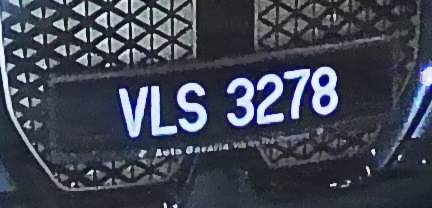 VLS 3278
Auto Bavaria